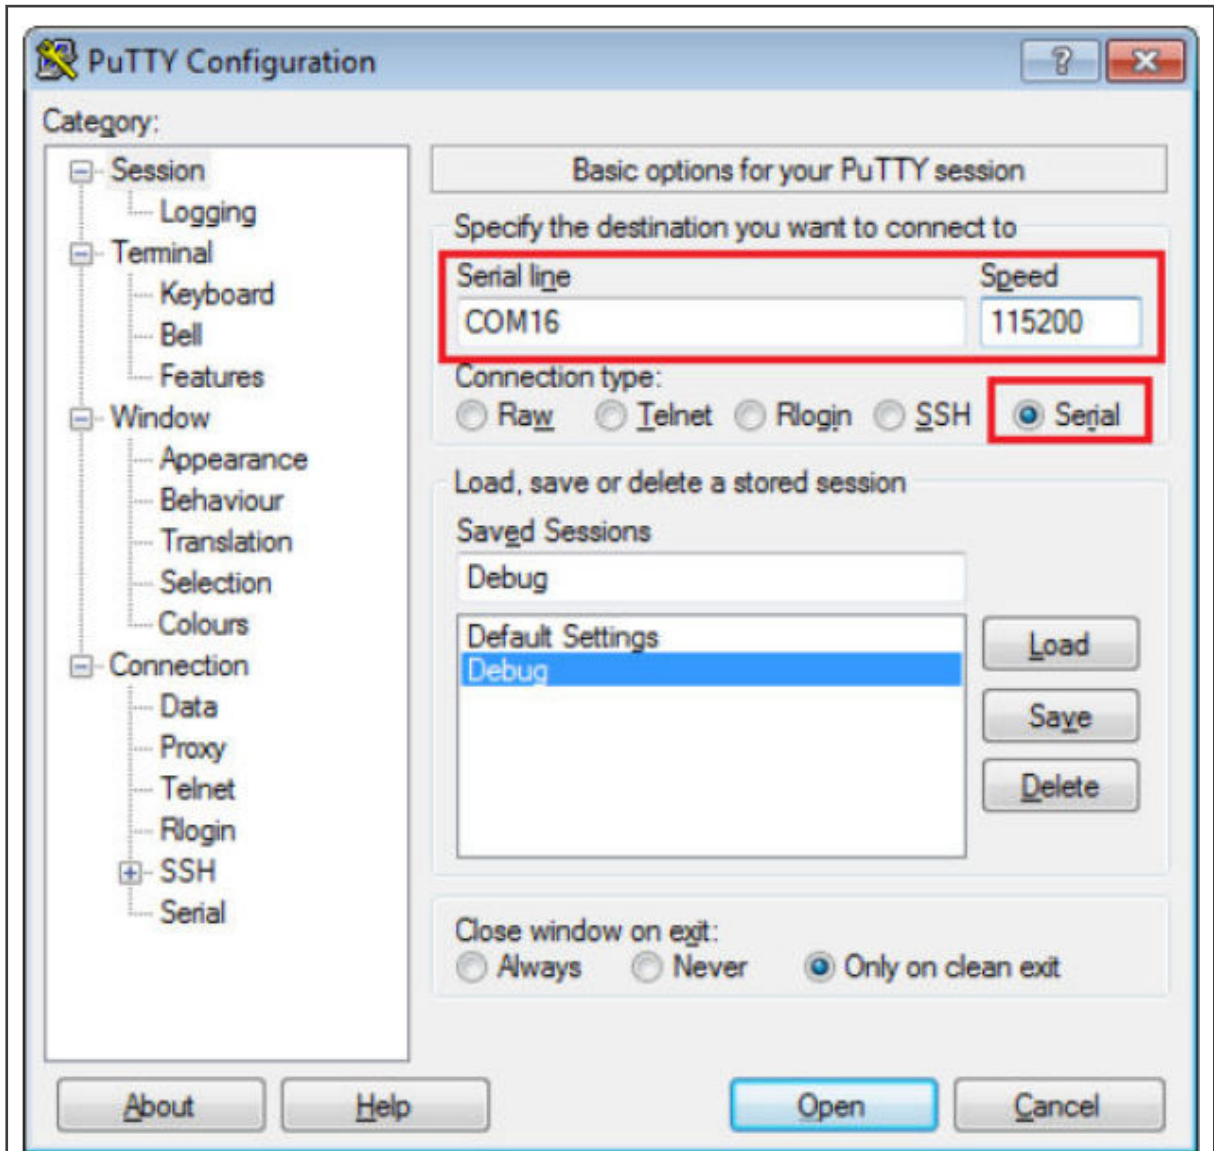 PuTTY Configuration
Category:
Session
Logging
Terminal
Keyboard
Bell
Features
Window
Appearance
Behaviour
Translation
Selection
Colours
Connection
Data
Proxy
Telnet
Rlogin
SSH
Serial
Basic options for your PuTTY session
Specify the destination you want to connect to
Serial line Speed
COM16 115200
Connection type:
Raw Telnet Rlogin SSH Serial
Load, save or delete a stored session
Saved Sessions
Debug
Default Settings
Debug
Load
Save
Delete
Close window on exit:
Always Never Only on clean exit
About Help Open Cancel